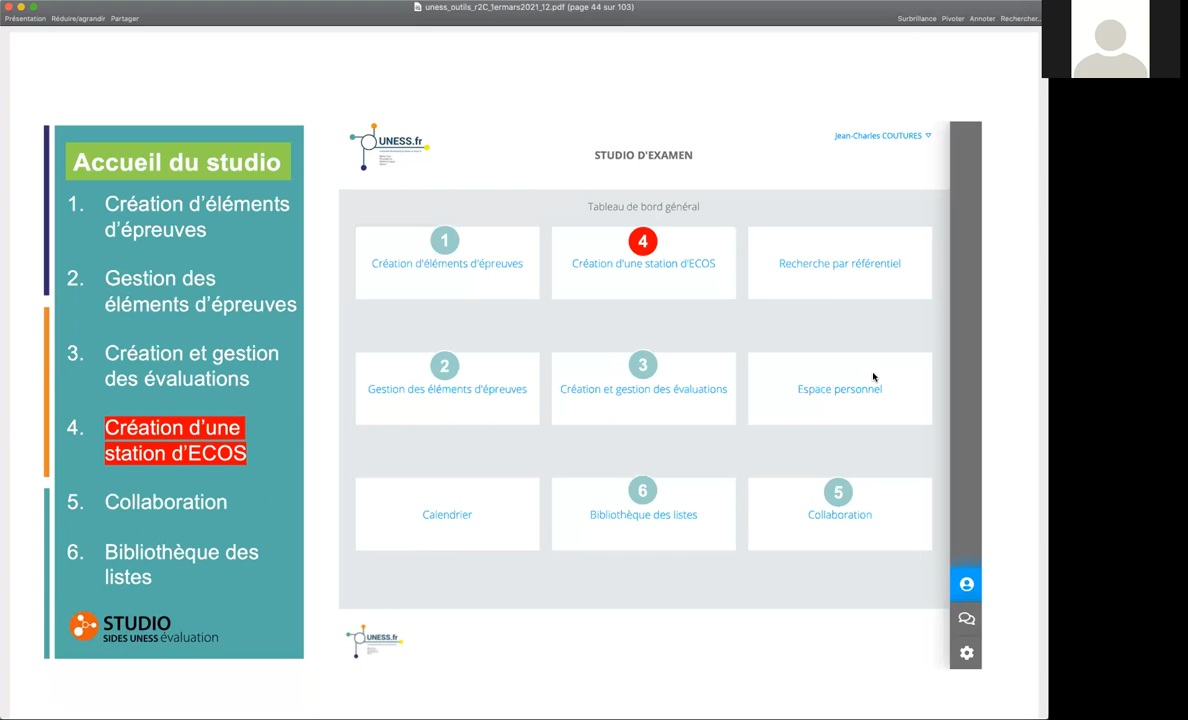 uness_outils_r2C_1ermars2021_12.pdf (page 44 sur 103)
Présentation Réduire/agrandir Partager
Surbrillance Pivoter Annoter Rechercher...
Accueil du studio
1. Création d'éléments
d'épreuves
2. Gestion des
éléments d'épreuves
3. Création et gestion
des évaluations
4. Création d'une
station d'ECOS
5. Collaboration
6. Bibliothèque des
listes
STUDIO
SIDES UNESS évaluation
UNESS.fr
Jean-Charles COUTURES
STUDIO D'EXAMEN
Tableau de bord général
1
Création d'éléments d'épreuves
4
Création d'une station d'ECOS
Recherche par référentiel
2
Gestion des éléments d'épreuves
3
Création et gestion des évaluations
Espace personnel
Calendrier
6
Bibliothèque des listes
5
Collaboration
UNESS.fr